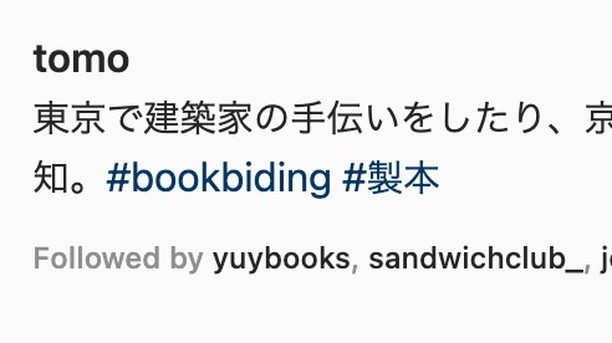 tomo
東京で建築家の手伝いをしたり、京
知。#bookbiding #製本
Followed by yuybooks, sandwichclub_,